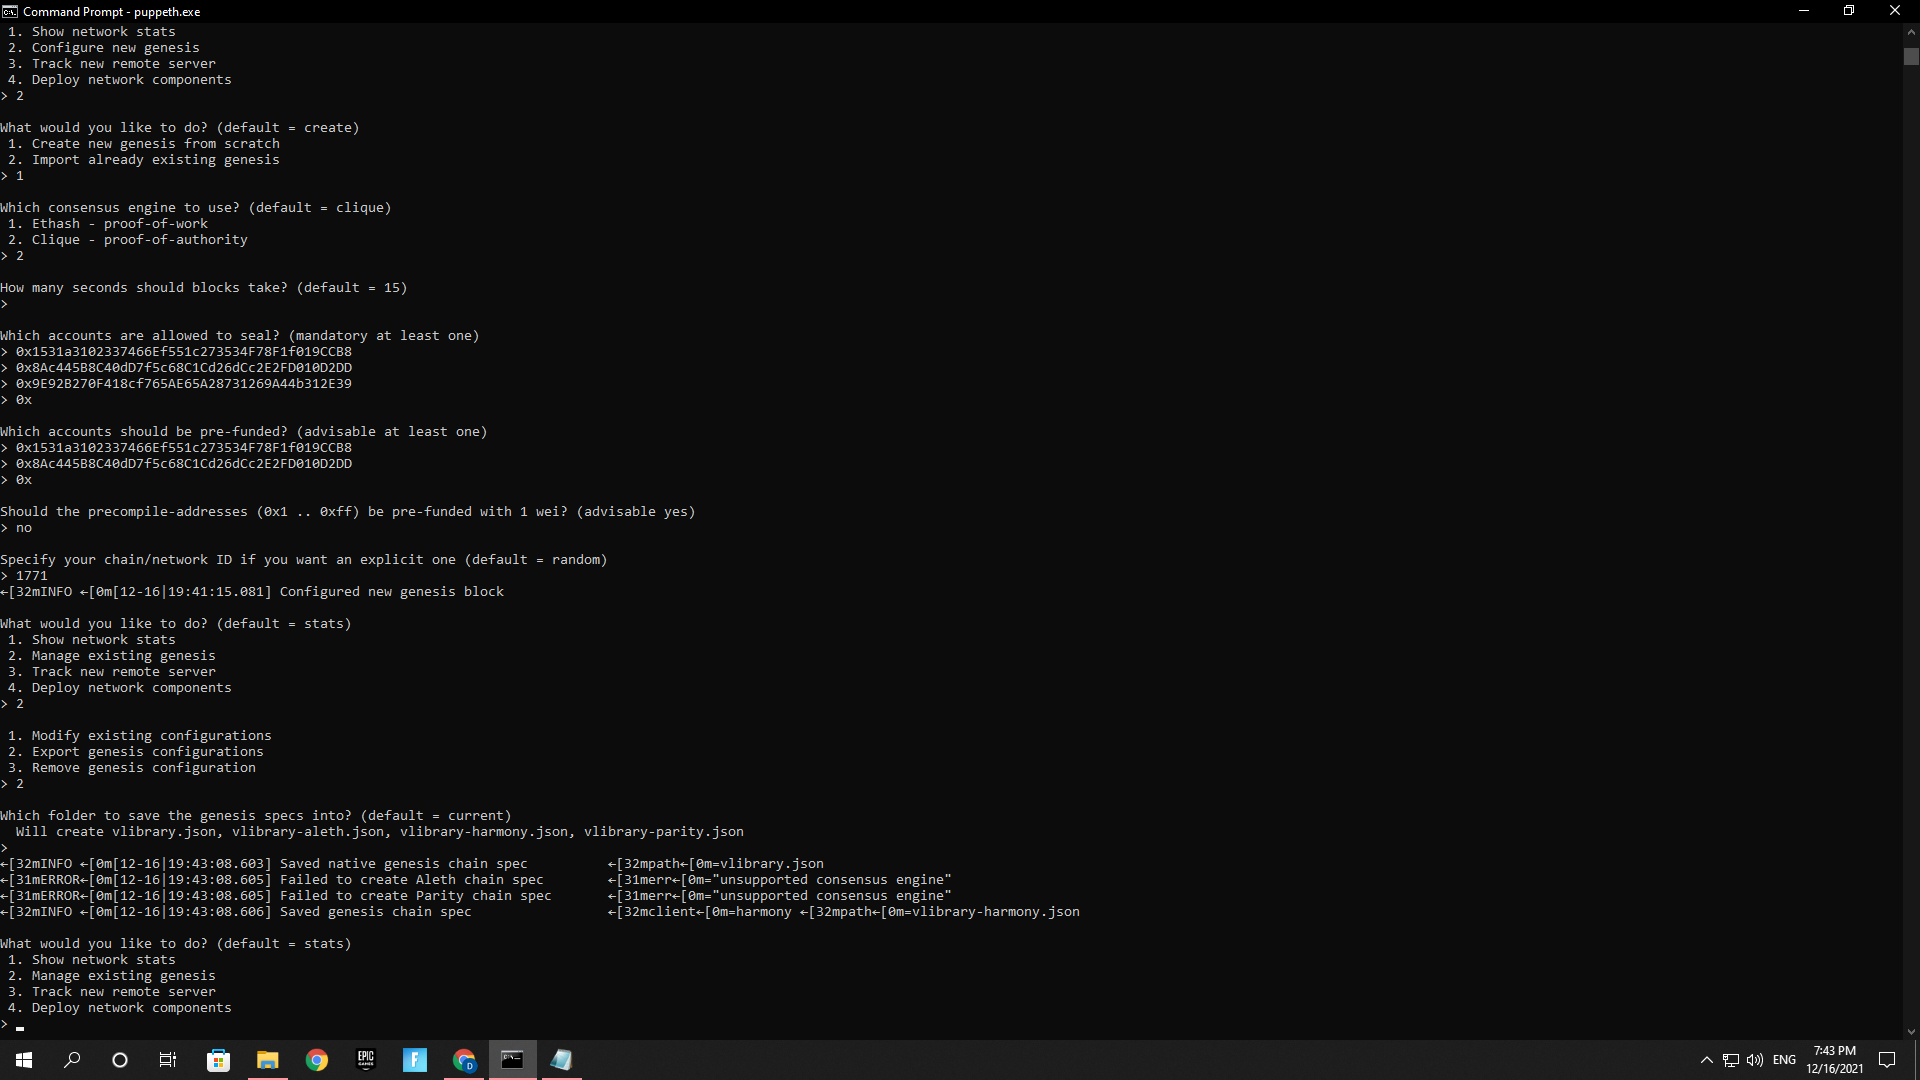 Command Prompt - puppeth.exe
1. Show network stats
2. Configure new genesis
3. Track new remote server
4. Deploy network components
> 2
What would you like to do? (default = create)
1. Create new genesis from scratch
2. Import already existing genesis
> 1
Which consensus engine to use? (default = clique)
1. Ethash - proof-of-work
2. Clique - proof-of-authority
> 2
How many seconds should blocks take? (default = 15)
>
Which accounts are allowed to seal? (mandatory at least one)
> 0x1531a3102337466Ef551c273534F78F1f019CCB8
> 0x8Ac445B8C40dD7f5c68C1Cd26dCc2E2FD010D2DD
> 0x9E92B270F418cf765AE65A28731269A44b312E39
> 0x
Which accounts should be pre-funded? (advisable at least one)
> 0x1531a3102337466Ef551c273534F78F1f019CCB8
> 0x8Ac445B8C40dD7f5c68C1Cd26dCc2E2FD010D2DD
> 0x
Should the precompile-addresses (0x1 .. 0xff) be pre-funded with 1 wei? (advisable yes)
> no
Specify your chain/network ID if you want an explicit one (default = random)
> 1771
←[32mINFO ←[0m[12-16|19:41:15.081] Configured new genesis block
What would you like to do? (default = stats)
1. Show network stats
2. Manage existing genesis
3. Track new remote server
4. Deploy network components
> 2
1. Modify existing configurations
2. Export genesis configurations
3. Remove genesis configuration
> 2
Which folder to save the genesis specs into? (default = current)
Will create vlibrary.json, vlibrary-aleth.json, vlibrary-harmony.json, vlibrary-parity.json
>
←[32mINFO ←[0m[12-16|19:43:08.603] Saved native genesis chain spec ←[32mpath←[0m=vlibrary.json
←[31mERROR←[0m[12-16|19:43:08.605] Failed to create Aleth chain spec ←[31merr←[0m="unsupported consensus engine"
←[31mERROR←[0m[12-16|19:43:08.605] Failed to create Parity chain spec ←[31merr←[0m="unsupported consensus engine"
←[32mINFO ←[0m[12-16|19:43:08.606] Saved genesis chain spec ←[32mclient←[0m=harmony ←[32mpath←[0m=vlibrary-harmony.json
What would you like to do? (default = stats)
1. Show network stats
2. Manage existing genesis
3. Track new remote server
4. Deploy network components
>
EPIC GAMES
F
D
ENG
7:43 PM
12/16/2021